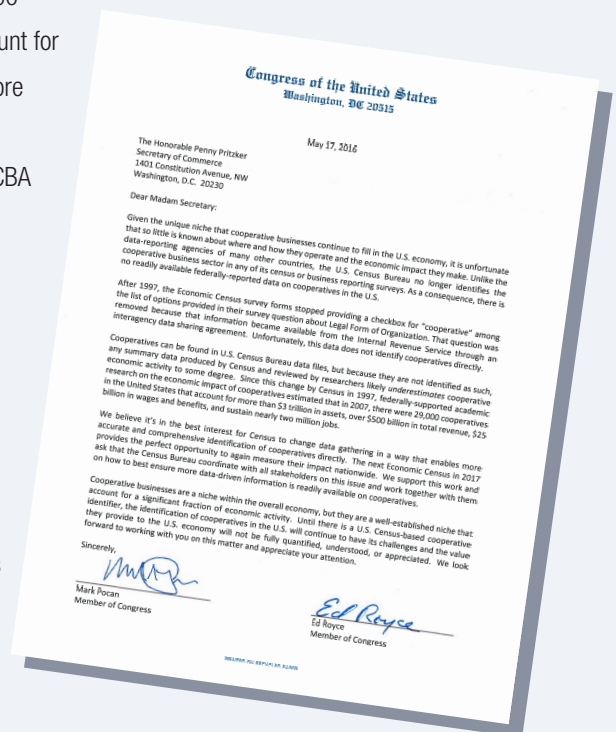 unt for
ore
CBA
Congress of the United States
Washington, DC 20515
May 17, 2016
The Honorable Penny Pritzker
Secretary of Commerce
1401 Constitution Avenue, NW
Washington, D.C. 20230
Dear Madam Secretary:
Given the unique niche that cooperative businesses continue to fill in the U.S. economy, it is unfortunate
that so little is known about where and how they operate and the economic impact they make. Unlike the
data-reporting agencies of many other countries, the U.S. Census Bureau no longer identifies the
cooperative business sector in any of its census or business reporting surveys. As a consequence, there is
no readily available federally-reported data on cooperatives in the U.S.
After 1997, the Economic Census survey forms stopped providing a checkbox for "cooperative" among
the list of options provided in their survey question about Legal Form of Organization. That question was
removed because that information became available from the Internal Revenue Service through an
interagency data sharing agreement. Unfortunately, this data does not identify cooperatives directly.
Cooperatives can be found in U.S. Census Bureau data files, but because they are not identified as such,
any summary data produced by Census and reviewed by researchers likely underestimates cooperative
economic activity to some degree. Since this change by Census in 1997, federally-supported academic
research on the economic impact of cooperatives estimated that in 2007, there were 29,000 cooperatives
in the United States that account for more than $3 trillion in assets, over $500 billion in total revenue, $25
billion in wages and benefits, and sustain nearly two million jobs.
We believe it's in the best interest for Census to change data gathering in a way that enables more
accurate and comprehensive identification of cooperatives directly. The next Economic Census in 2017
provides the perfect opportunity to again measure their impact nationwide. We support this work and
ask that the Census Bureau coordinate with all stakeholders on this issue and work together with them
on how to best ensure more data-driven information is readily available on cooperatives.
Cooperative businesses are a niche within the overall economy, but they are a well-established niche that
account for a significant fraction of economic activity. Until there is a U.S. Census-based cooperative
identifier, the identification of cooperatives in the U.S. will continue to have its challenges and the value
they provide to the U.S. economy will not be fully quantified, understood, or appreciated. We look
forward to working with you on this matter and appreciate your attention.
Sincerely,
Mark Pocan
Member of Congress
Ed Royce
Ed Royce
Member of Congress